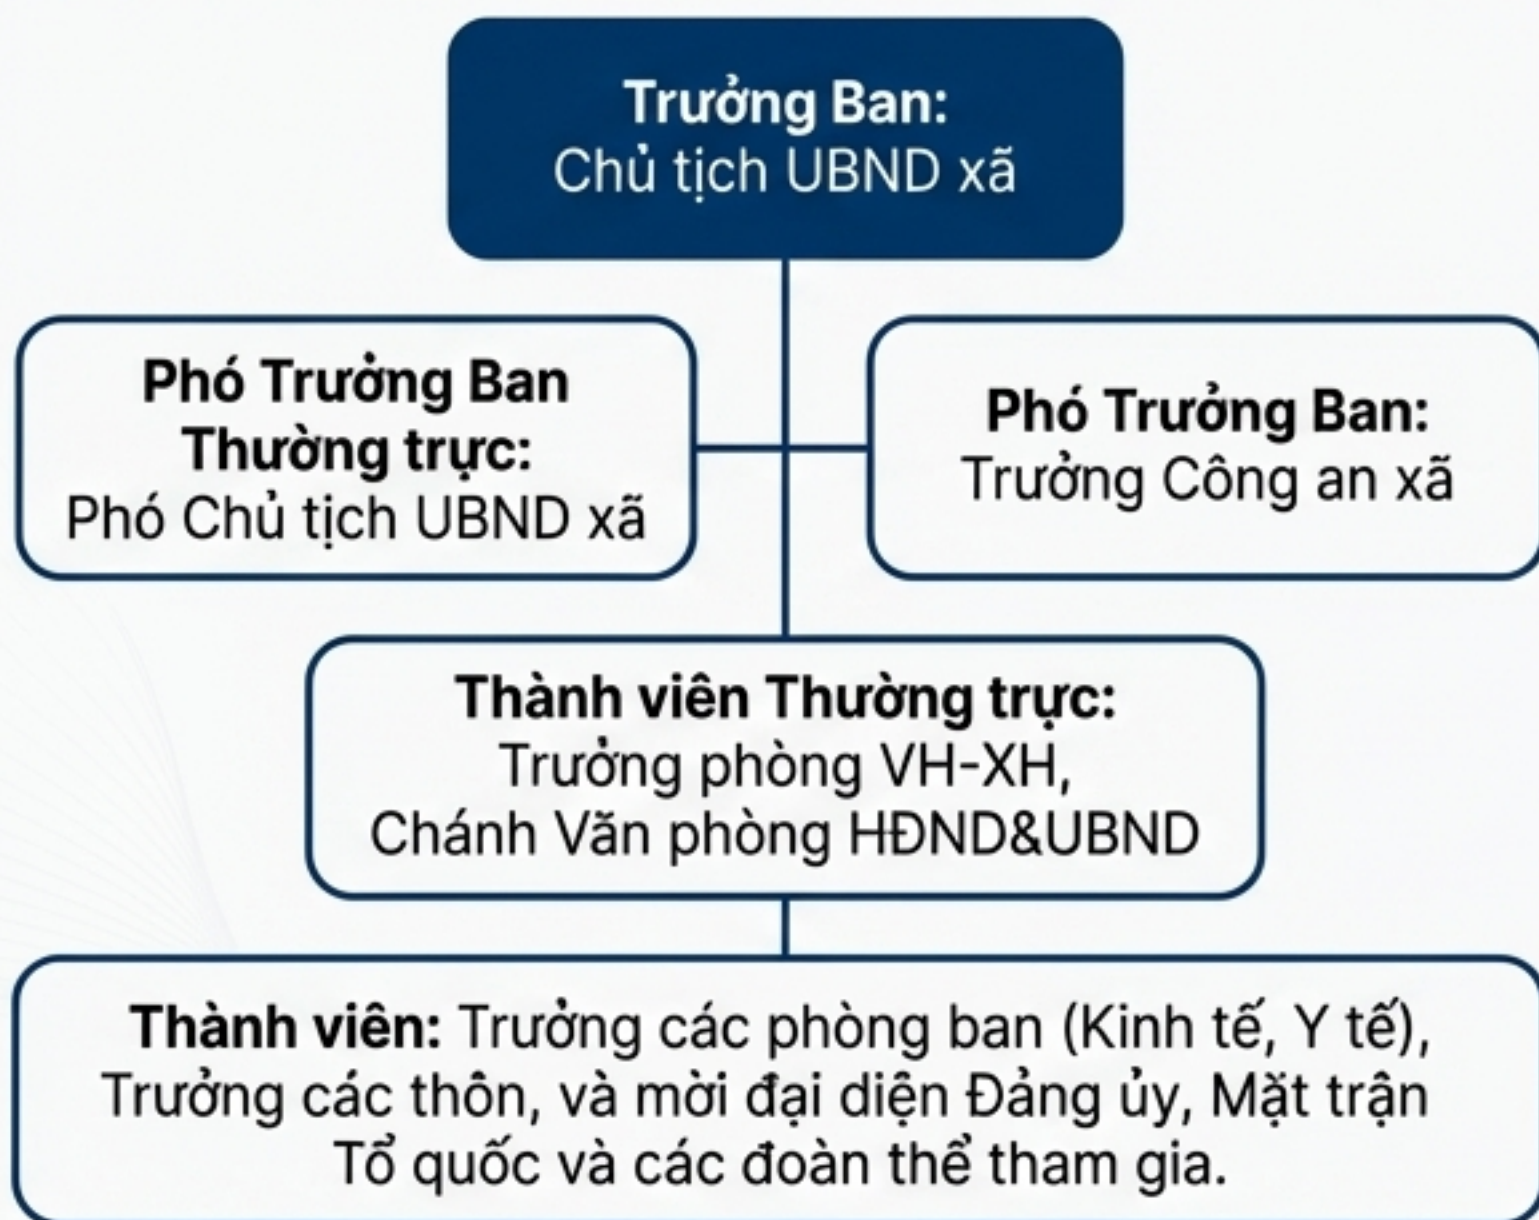 Trưởng Ban:
Chủ tịch UBND xã
Phó Trưởng Ban
Thường trực:
Phó Chủ tịch UBND xã
Phó Trưởng Ban:
Trưởng Công an xã
Thành viên Thường trực:
Trưởng phòng VH-XH,
Chánh Văn phòng HĐND&UBND
Thành viên: Trưởng các phòng ban (Kinh tế, Y tế),
Trưởng các thôn, và mời đại diện Đảng ủy, Mặt trận
Tổ quốc và các đoàn thể tham gia.